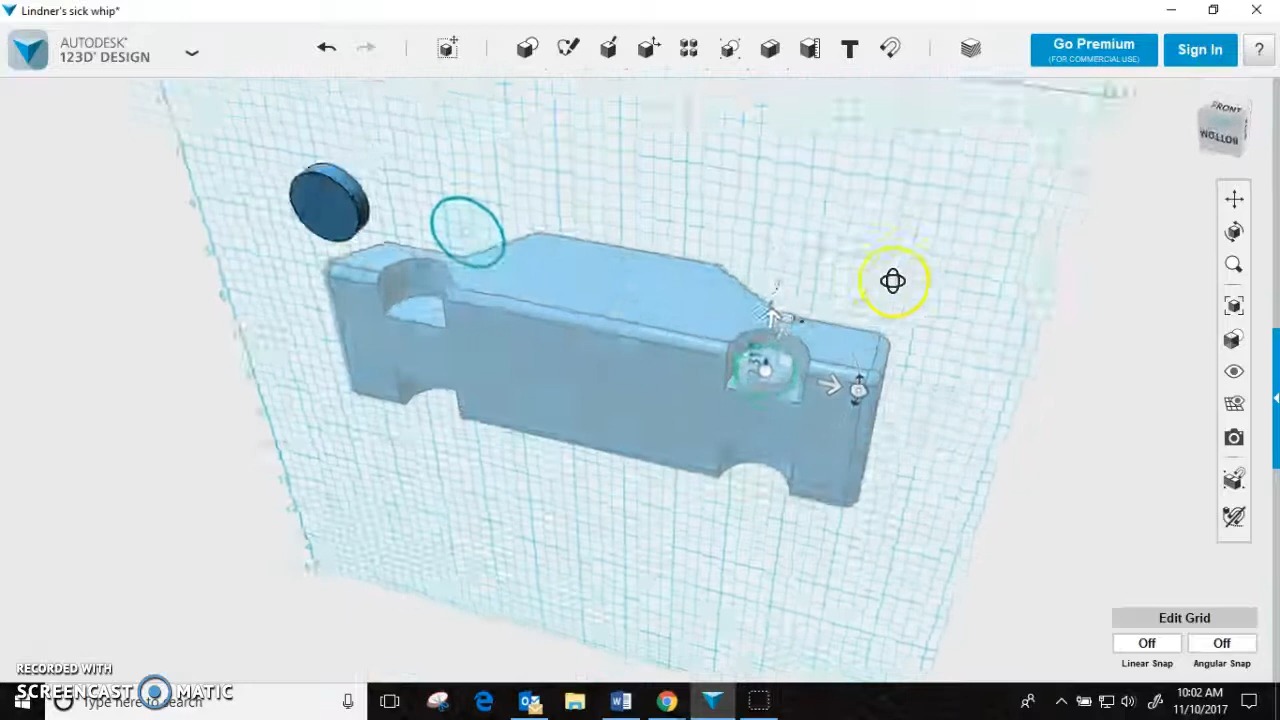 Lindner's sick whip*
AUTODESK®
123D® DESIGN
Go Premium
(FOR COMMERCIAL USE)
Sign In
?
FRONT
BOTTOM
Edit Grid
Off
Off
Linear Snap
Angular Snap
RECORDED WITH
SCREENCAST MATIC
Type here to search
10:02 AM
11/10/2017